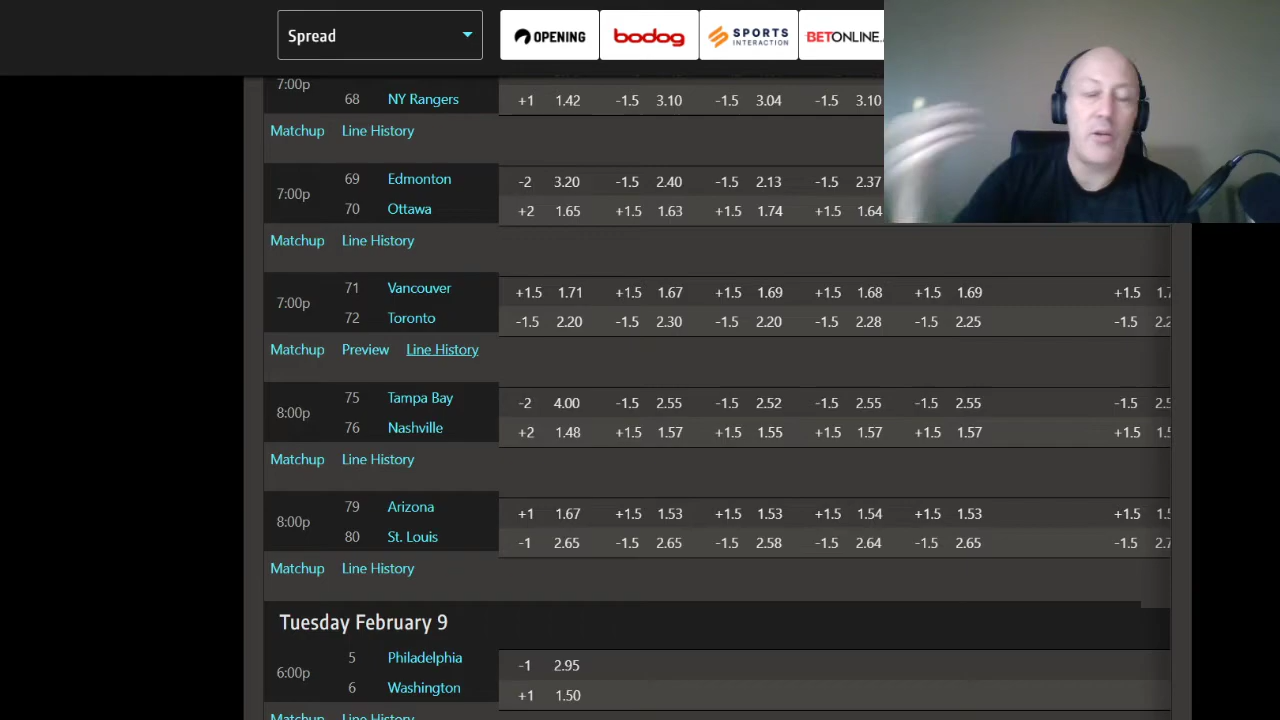 Spread OPENING bodog SPORTS INTERACTION BETONLINE.
7:00p
68 NY Rangers +1 1.42 -1.5 3.10 -1.5 3.04 -1.5 3.10
Matchup Line History
7:00p
69 Edmonton -2 3.20 -1.5 2.40 -1.5 2.13 -1.5 2.37
70 Ottawa +2 1.65 +1.5 1.63 +1.5 1.74 +1.5 1.64
Matchup Line History
7:00p
71 Vancouver +1.5 1.71 +1.5 1.67 +1.5 1.69 +1.5 1.68 +1.5 1.69 +1.5
72 Toronto -1.5 2.20 -1.5 2.30 -1.5 2.20 -1.5 2.28 -1.5 2.25 -1.5
Matchup Preview Line History
8:00p
75 Tampa Bay -2 4.00 -1.5 2.55 -1.5 2.52 -1.5 2.55 -1.5 2.55 -1.5
76 Nashville +2 1.48 +1.5 1.57 +1.5 1.55 +1.5 1.57 +1.5 1.57 +1.5
Matchup Line History
8:00p
79 Arizona +1 1.67 +1.5 1.53 +1.5 1.53 +1.5 1.54 +1.5 1.53 +1.5
80 St. Louis -1 2.65 -1.5 2.65 -1.5 2.58 -1.5 2.64 -1.5 2.65 -1.5
Matchup Line History
Tuesday February 9
6:00p
5 Philadelphia -1 2.95
6 Washington +1 1.50
Matchup Line History